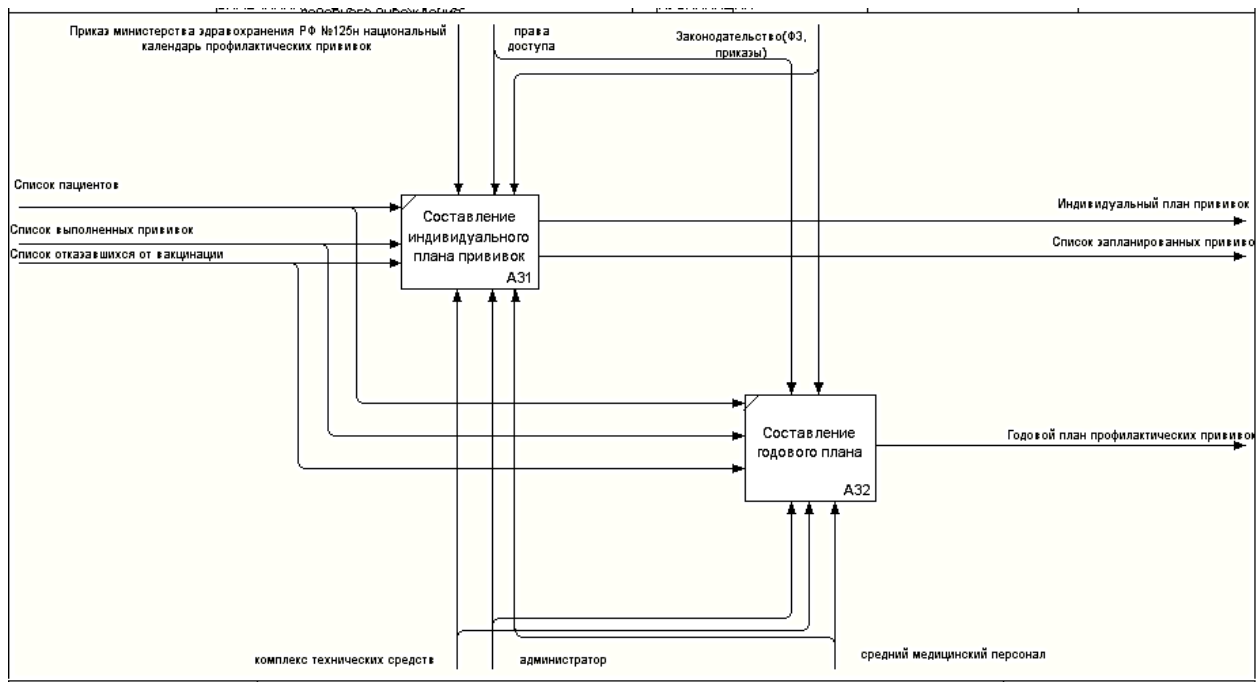 Приказ министерства здравохранения РФ №125н национальный
календарь профилактических прививок
права
доступа
Законодательство(ФЗ,
приказы)
Список пациентов
Список выполненных прививок
Список отказавшихся от вакцинации
Составление
индивидуального
плана прививок
А31
Индивидуальный план прививок
Список запланированных прививо
Составление
годового плана
А32
Годовой план профилактических прививок
комплекс технических средств
администратор
средний медицинский персонал